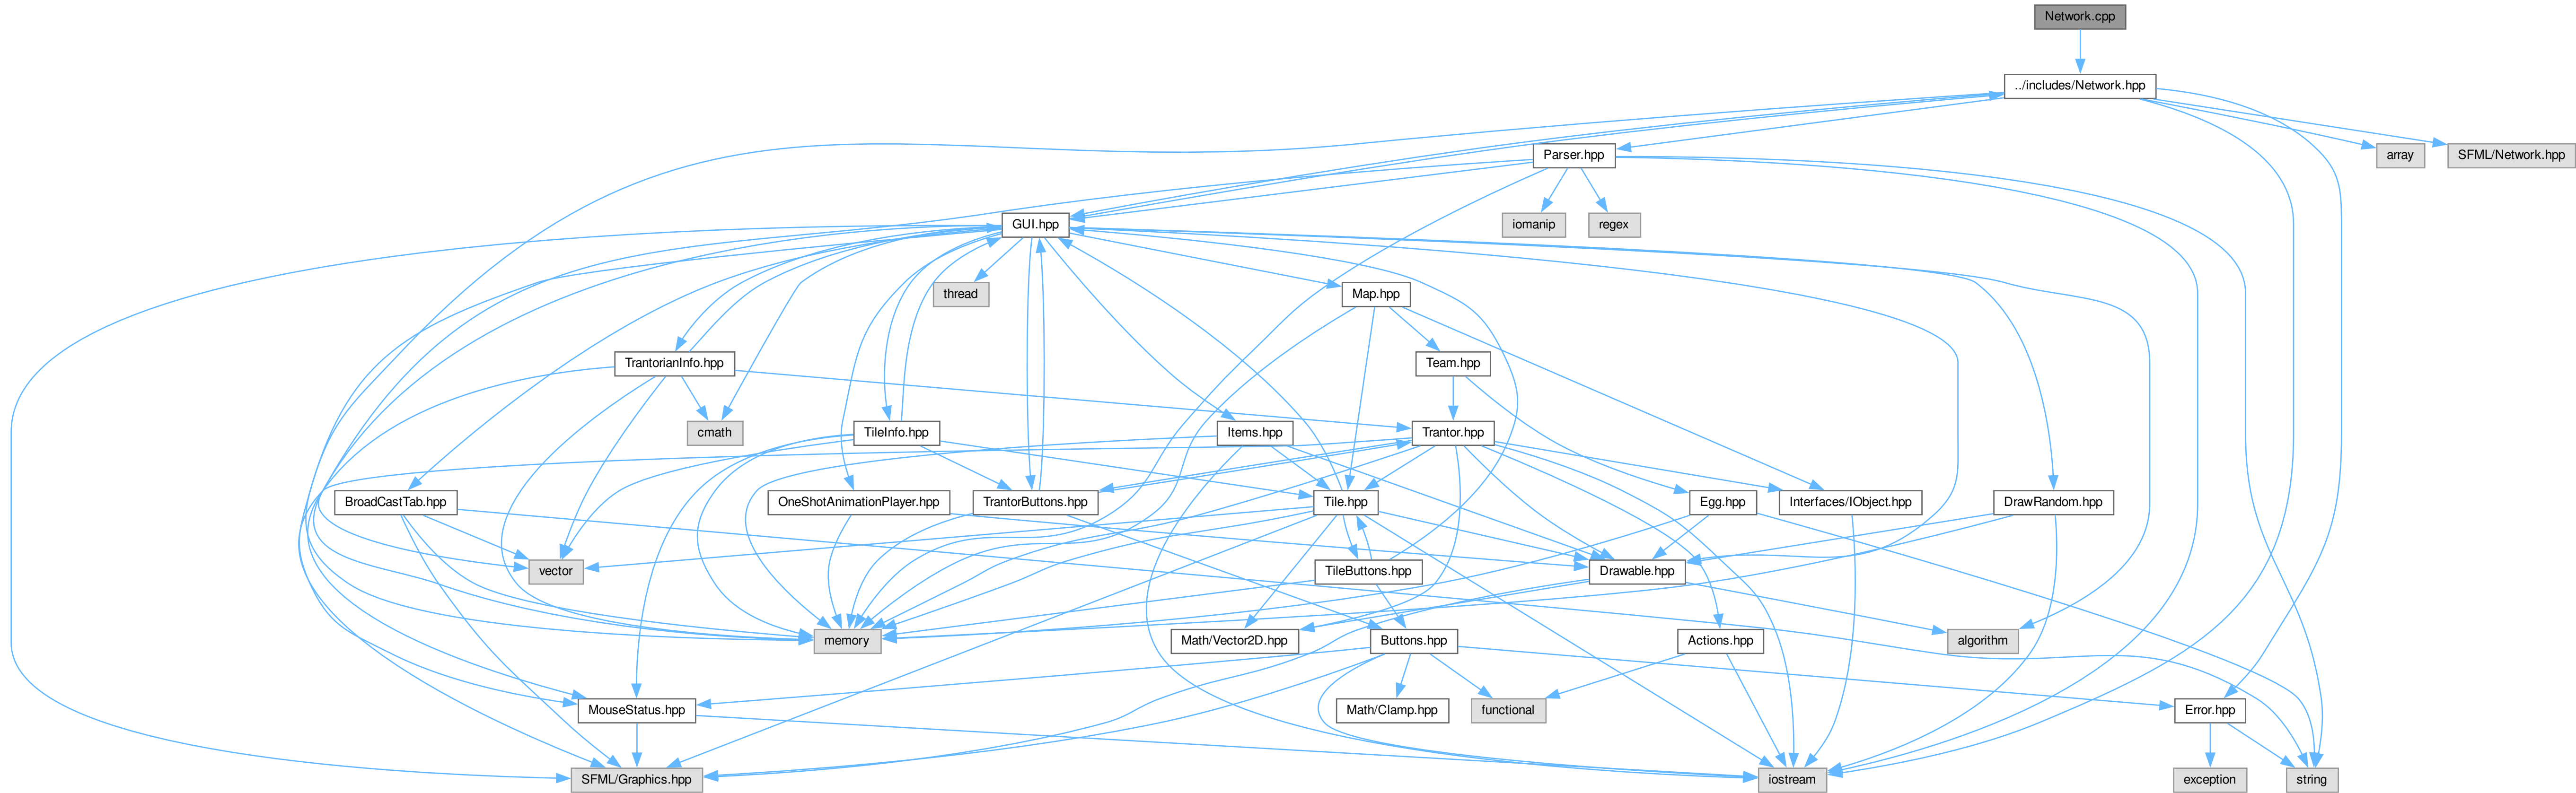 Network.cpp
../includes/Network.hpp
Parser.hpp
array
SFML/Network.hpp
GUI.hpp
iomanip
regex
thread
Map.hpp
TrantorianInfo.hpp
Team.hpp
cmath
TileInfo.hpp
Items.hpp
Trantor.hpp
BroadCastTab.hpp
OneShotAnimationPlayer.hpp
TrantorButtons.hpp
Tile.hpp
Egg.hpp
Interfaces/IObject.hpp
DrawRandom.hpp
vector
TileButtons.hpp
Drawable.hpp
memory
Math/Vector2D.hpp
Buttons.hpp
Actions.hpp
algorithm
MouseStatus.hpp
Math/Clamp.hpp
functional
Error.hpp
SFML/Graphics.hpp
iostream
exception
string